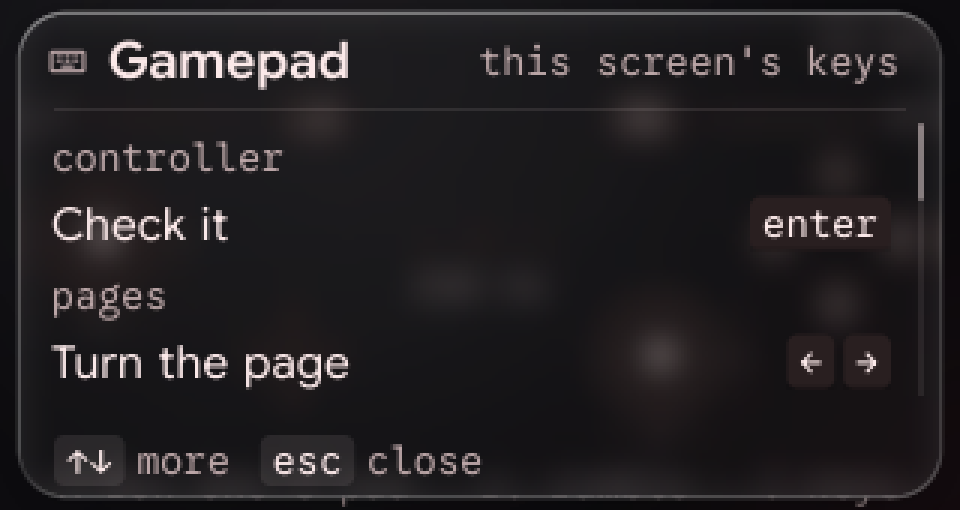 Gamepad this screen's keys
controller
Check it enter
pages
Turn the page ← →
↑↓ more esc close